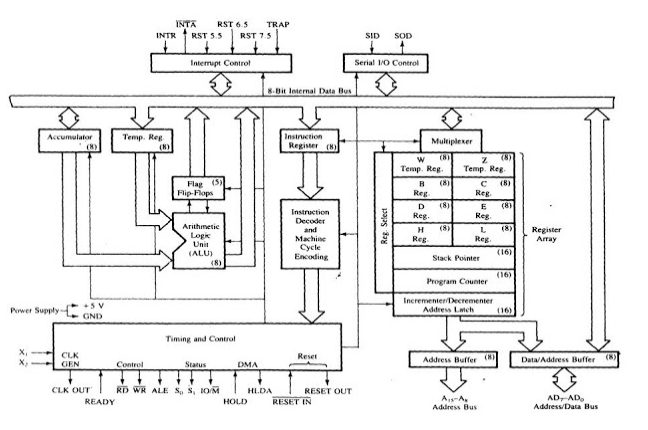 INTA RST 6.5 TRAP
INTR RST 5.5 RST 7.5 SID SOD
Interrupt Control
Serial I/O Control
8-Bit Internal Data Bus
Accumulator
(8)
Temp. Reg.
(8)
Instruction
Register (8)
Multiplexer
Flag (5)
Flip-Flops
Arithmetic
Logic
Unit
(ALU)
(8)
Instruction
Decoder
and
Machine
Cycle
Encoding
Reg. Select
W (8)
Temp. Reg.
Z (8)
Temp. Reg.
B (8)
Reg.
C (8)
Reg.
D (8)
Reg.
E (8)
Reg.
H (8)
Reg.
L (8)
Reg.
(16)
Stack Pointer
(16)
Program Counter
Incrementer/Decrementer
Address Latch (16)
Register
Array
Power Supply
+5 V
GND
Timing and Control
X₁
X₂
CLK
GEN
Control
Status
DMA
Reset
CLK OUT
READY
RD WR ALE S₀ S₁ IO/M
HOLD
HLDA
RESET IN
RESET OUT
Address Buffer (8)
Data/Address Buffer (8)
A₁₅-A₈
Address Bus
AD₇-AD₀
Address/Data Bus